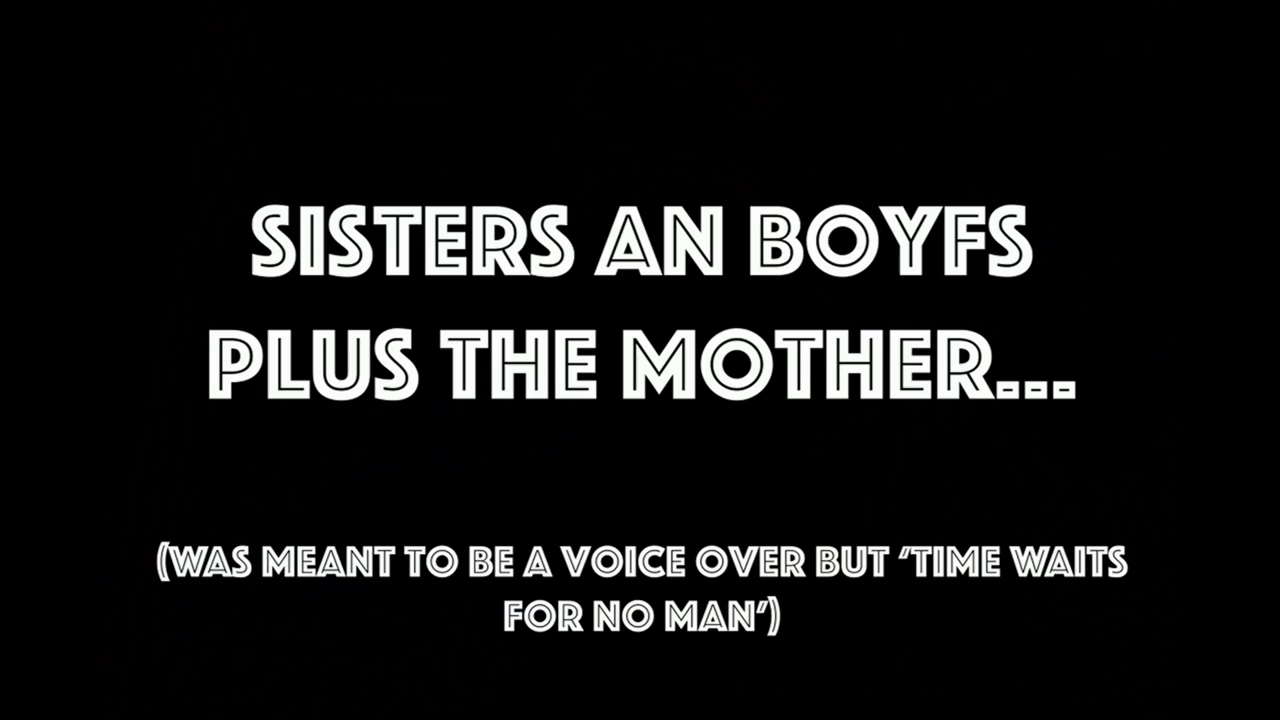 SISTERS AN BOYFS
PLUS THE MOTHER...
(WAS MEANT TO BE A VOICE OVER BUT ‘TIME WAITS
FOR NO MAN’)